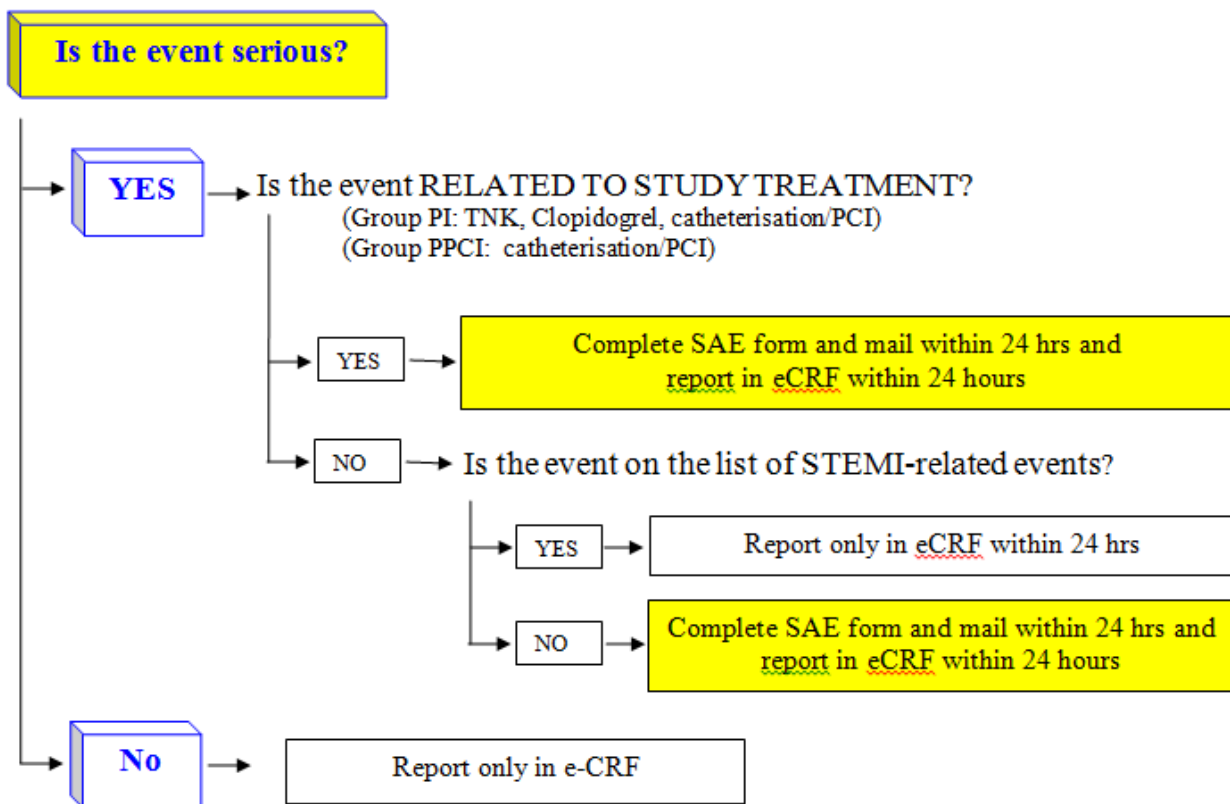 Is the event serious?
YES
Is the event RELATED TO STUDY TREATMENT?
(Group PI: TNK, Clopidogrel, catheterisation/PCI)
(Group PPCI: catheterisation/PCI)
YES
Complete SAE form and mail within 24 hrs and
report in eCRF within 24 hours
NO
Is the event on the list of STEMI-related events?
YES
Report only in eCRF within 24 hrs
NO
Complete SAE form and mail within 24 hrs and
report in eCRF within 24 hours
No
Report only in e-CRF